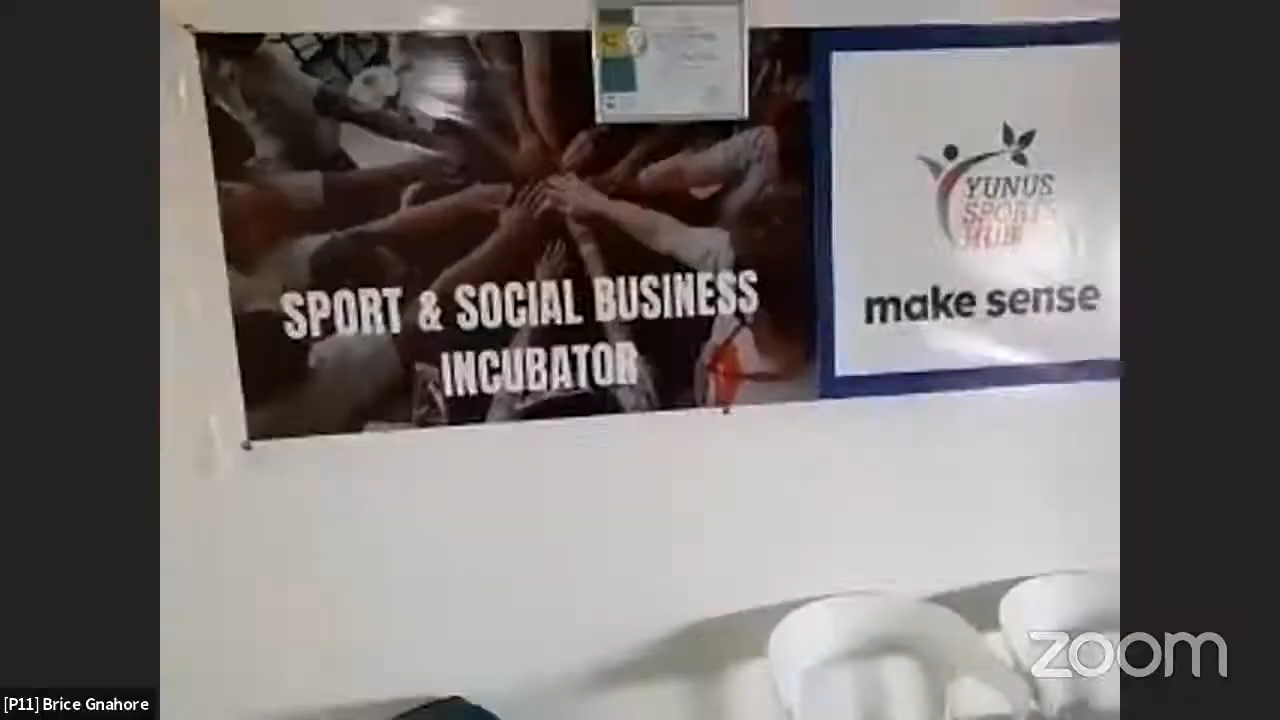 SPORT & SOCIAL BUSINESS
INCUBATOR
YUNUS
SPORTS
HUB
make sense
zoom
[P11] Brice Gnahore